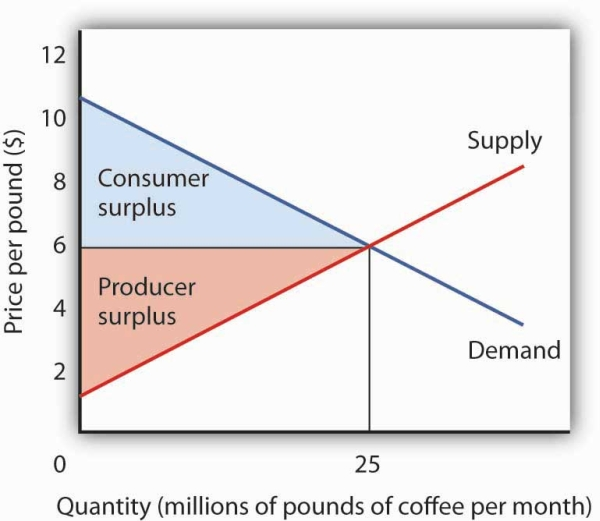 Price per pound ($)
12
10
8
6
4
2
0
Consumer
surplus
Producer
surplus
Supply
Demand
25
Quantity (millions of pounds of coffee per month)